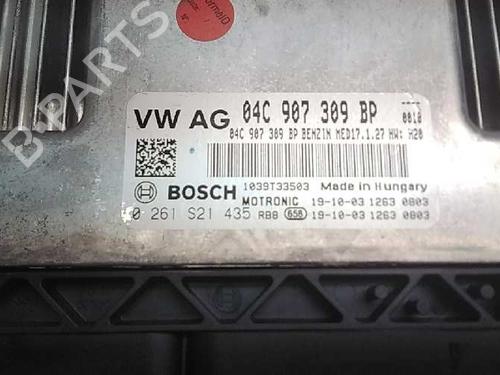 B-PARTS
VW AG 04C 907 309 BP
04C 907 309 BP BENZIN MED17.1.27 HW: H20
BOSCH 1039T33503 Made in Hungary
MOTRONIC 19-10-03 1263 0803
0 261 S21 435 RBB 658 19-10-03 1263 0803